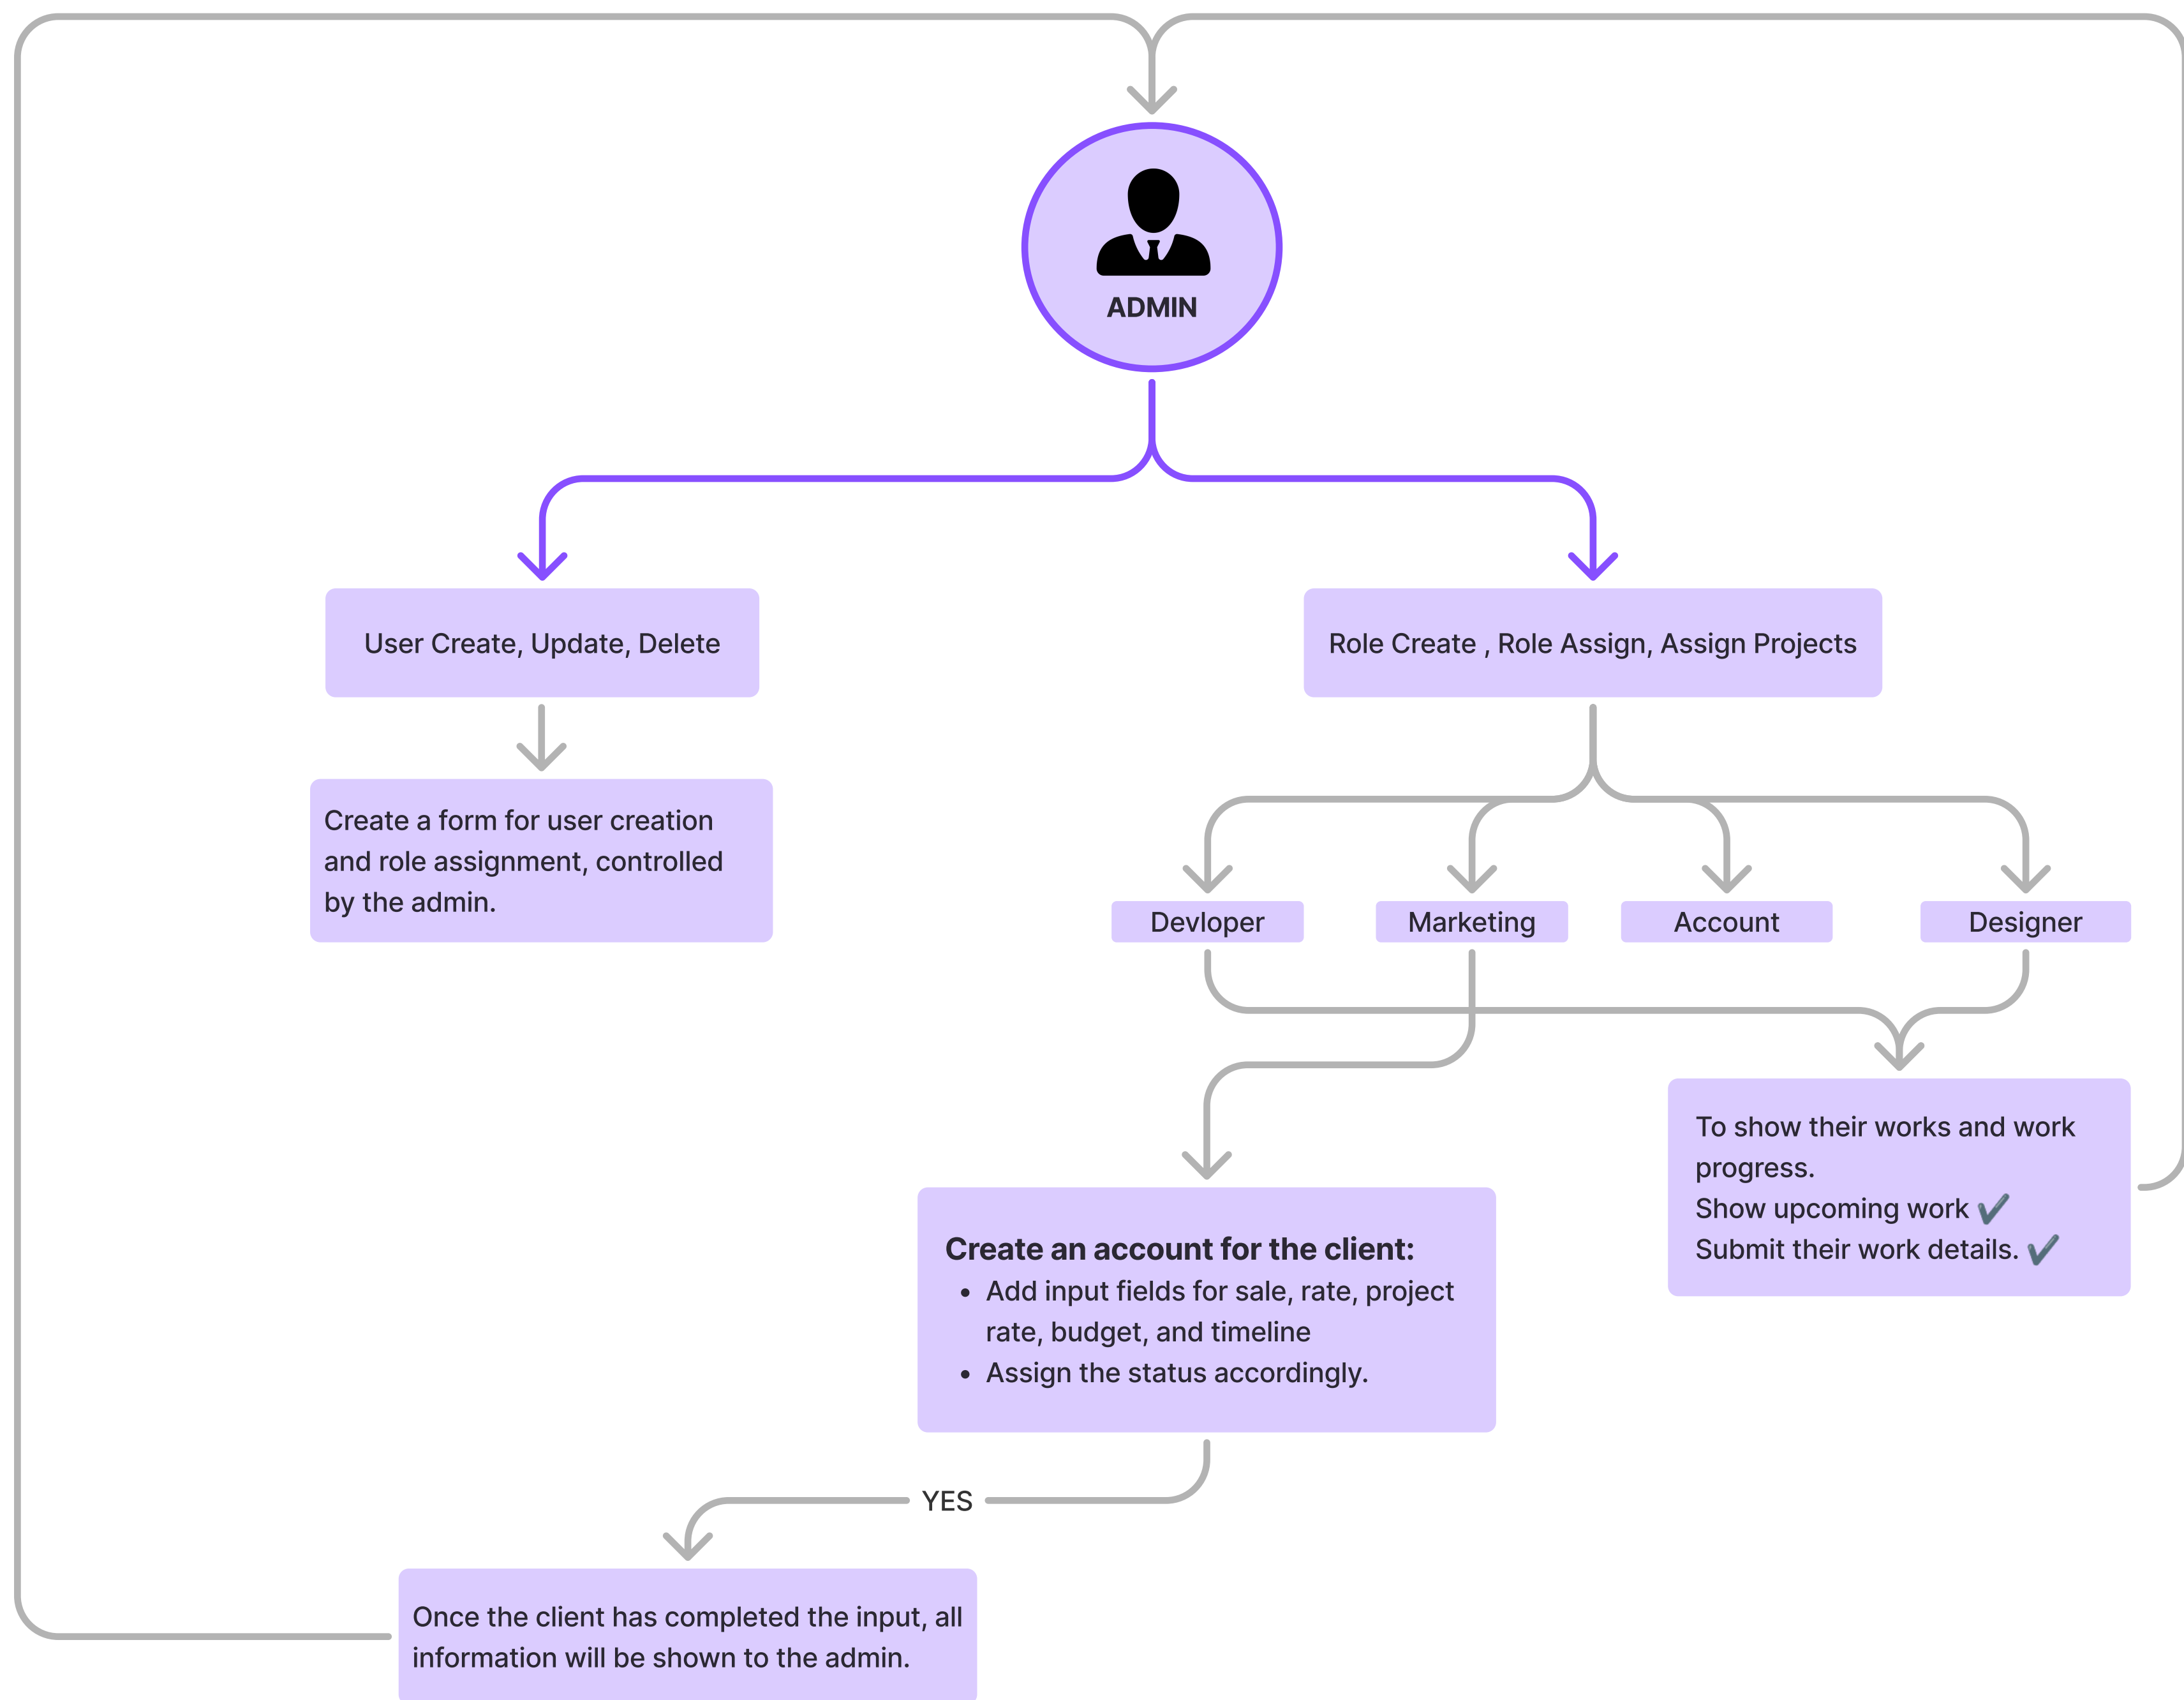 ADMIN
User Create, Update, Delete
Role Create , Role Assign, Assign Projects
Create a form for user creation
and role assignment, controlled
by the admin.
Devloper
Marketing
Account
Designer
To show their works and work
progress.
Show upcoming work ✔
Submit their work details. ✔
Create an account for the client:
• Add input fields for sale, rate, project
rate, budget, and timeline
• Assign the status accordingly.
YES
Once the client has completed the input, all
information will be shown to the admin.